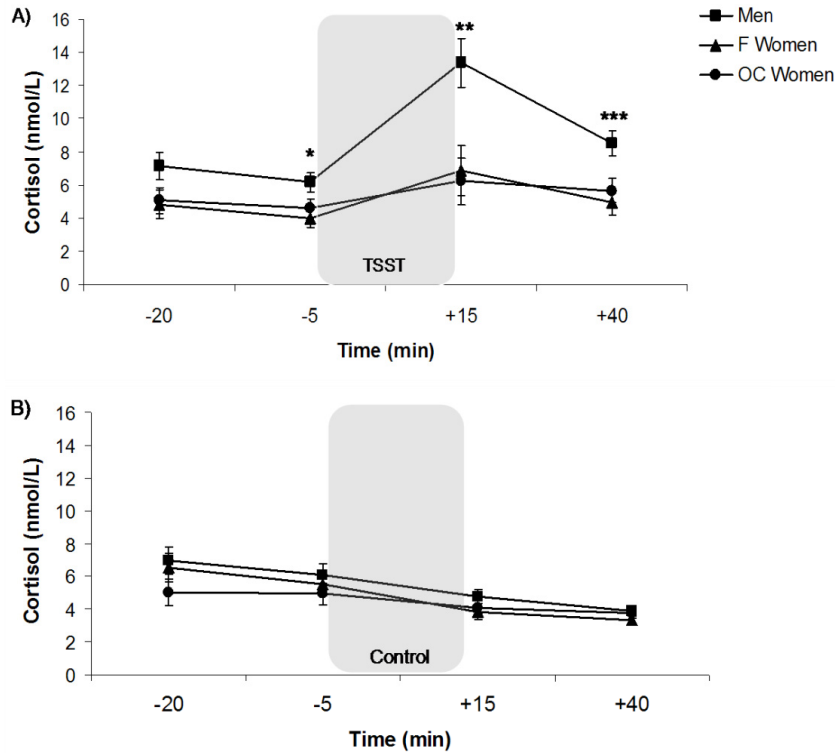 A)
Men
F Women
OC Women
Cortisol (nmol/L)
16
14
12
10
8
6
4
2
0
*
**
***
TSST
-20
-5
+15
+40
Time (min)
B)
Cortisol (nmol/L)
16
14
12
10
8
6
4
2
0
Control
-20
-5
+15
+40
Time (min)